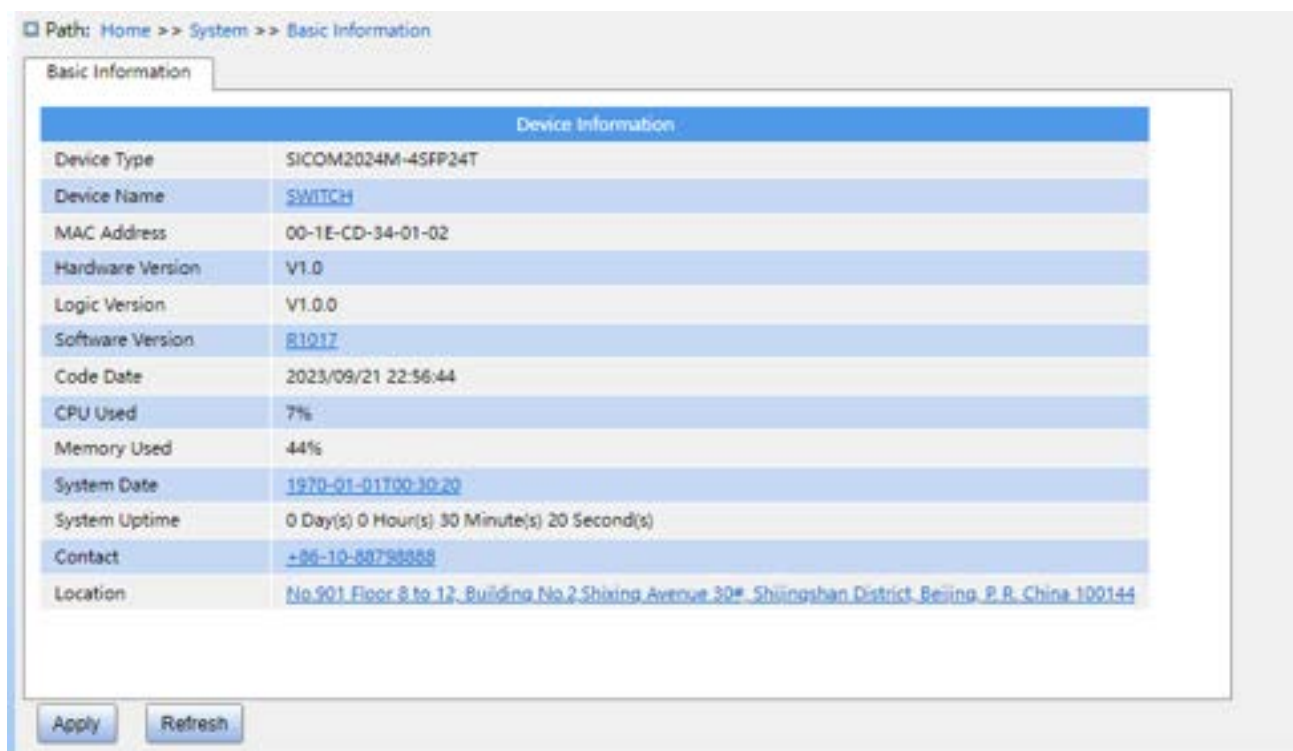 Path: Home >> System >> Basic Information
Basic Information
Device Information
Device Type SICOM2024M-4SFP24T
Device Name SWITCH
MAC Address 00-1E-CD-34-01-02
Hardware Version V1.0
Logic Version V1.0.0
Software Version R1017
Code Date 2023/09/21 22:56:44
CPU Used 7%
Memory Used 44%
System Date 1970-01-01T00:30:20
System Uptime 0 Day(s) 0 Hour(s) 30 Minute(s) 20 Second(s)
Contact +86-10-88798888
Location No.901 Floor 8 to 12, Building No.2,Shixing Avenue 30#, Shijingshan District, Beijing, P. R. China 100144
Apply Refresh